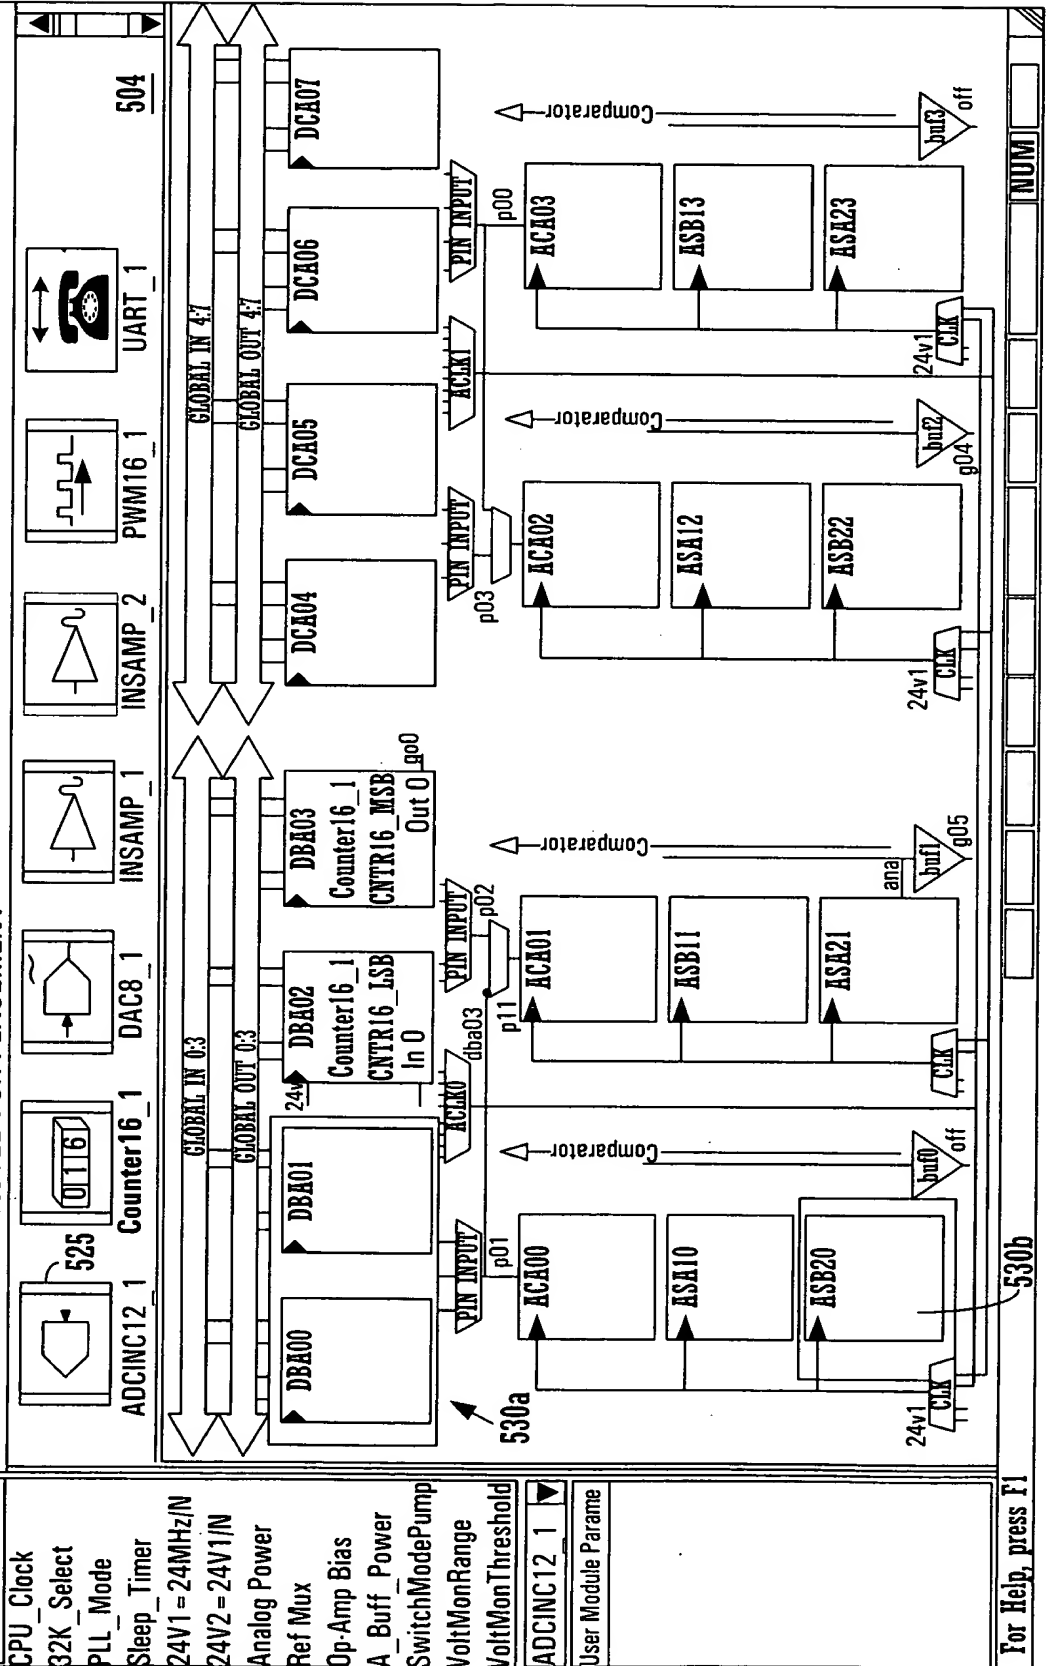 504
ADCINC12_1
525
Counter16_1
016
DAC8_1
INSAMP_1
INSAMP_2
PWM16_1
UART_1
CPU_Clock
32K_Select
PLL_Mode
Sleep_Timer
24V1=24MHz/N
24V2=24V1/N
Analog Power
Ref Mux
Op-Amp Bias
A_Buff_Power
SwitchModePump
VoltMonRange
VoltMonThreshold
ADCINC12_1
User Module Parame
GLOBAL IN 0:3
GLOBAL OUT 0:3
GLOBAL IN 4:7
GLOBAL OUT 4:7
DBA00
DBA01
24v
DBA02
Counter16_1
CNTR16_LSB
In 0
DBA03
Counter16_1
CNTR16_MSB
Out 0
go0
DCA04
DCA05
DCA06
DCA07
530a
PIN INPUT
p01
ACLK0
dba03
PIN INPUT
p02
p11
PIN INPUT
p03
ACLK1
PIN INPUT
p00
ACA00
ASA10
ASB20
Comparator
ACA01
ASB11
ASA21
Comparator
ACA02
ASA12
ASB22
Comparator
ACA03
ASB13
ASA23
Comparator
24v1
CLK
buf0
off
530b
CLK
ana
buf1
g05
24v1
CLK
buf2
g04
24v1
CLK
buf3
off
For Help, press F1
NUM